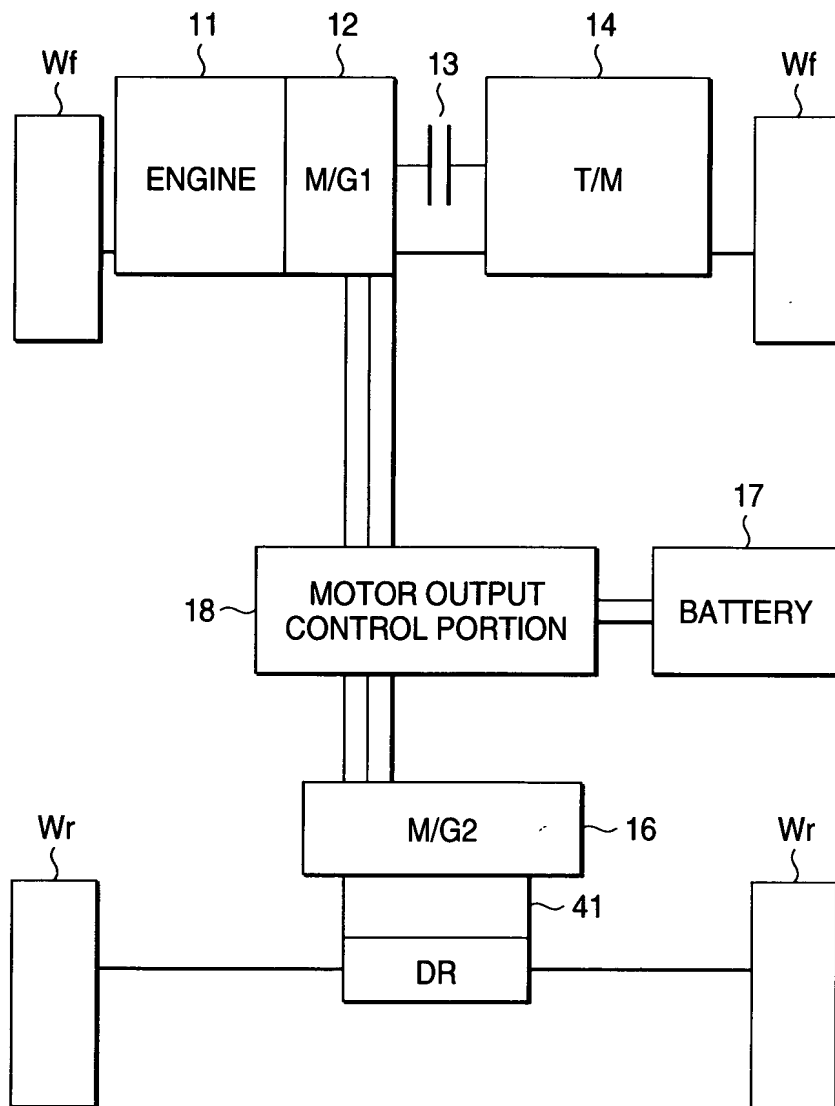 11
12
13
14
Wf
Wf
ENGINE
M/G1
T/M
17
18
MOTOR OUTPUT
CONTROL PORTION
BATTERY
Wr
M/G2
16
Wr
41
DR